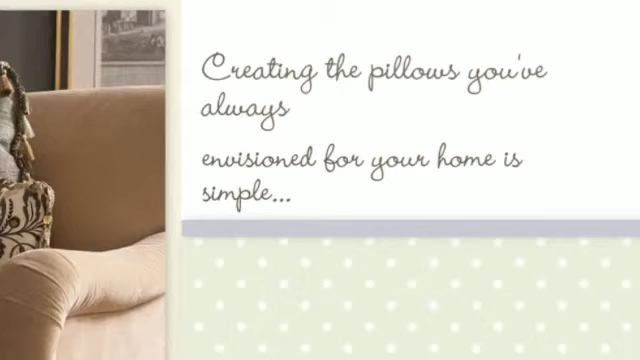 Creating the pillows you've
always
envisioned for your home is
simple...